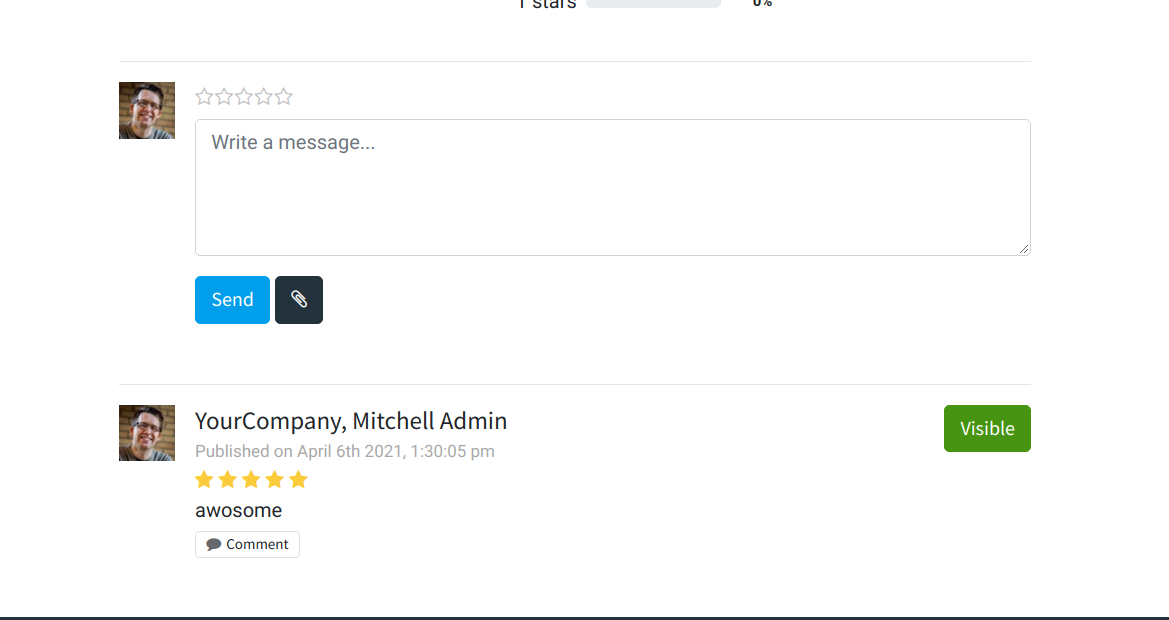 1 stars 0%
Write a message...
Send
YourCompany, Mitchell Admin
Visible
Published on April 6th 2021, 1:30:05 pm
awosome
Comment